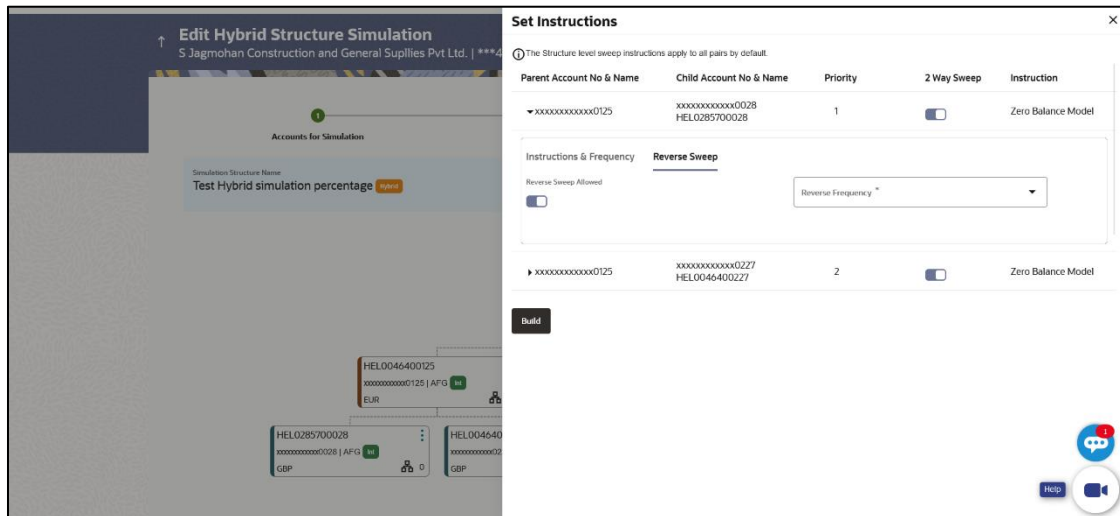 Edit Hybrid Structure Simulation
S Jagmohan Construction and General Supllies Pvt Ltd. | ***4
1
Accounts for Simulation
Simulation Structure Name
Test Hybrid simulation percentage Hybrid
HEL0046400125
xxxxxxxxxxxx0125 | AFG Int
EUR
HEL0285700028
xxxxxxxxxxxx0028 | AFG Int
GBP 0
HEL004640
xxxxxxxxxxxx02
GBP
Set Instructions
The Structure level sweep instructions apply to all pairs by default.
Parent Account No & Name Child Account No & Name Priority 2 Way Sweep Instruction
xxxxxxxxxxxx0125 xxxxxxxxxxxx0028 1 Zero Balance Model
HEL0285700028
Instructions & Frequency Reverse Sweep
Reverse Sweep Allowed
Reverse Frequency *
xxxxxxxxxxxx0125 xxxxxxxxxxxx0227 2 Zero Balance Model
HEL0046400227
Build
1
Help